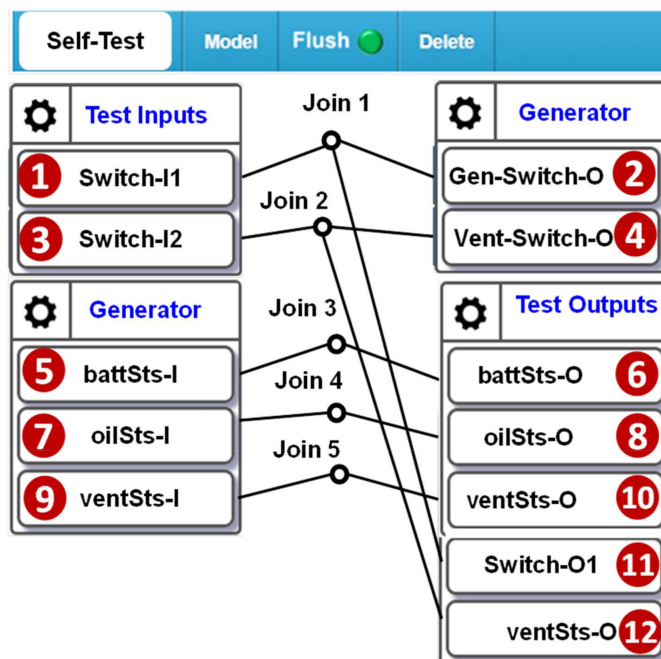 Self-Test Model Flush Delete
Test Inputs
1 Switch-I1
3 Switch-I2
Generator
5 battSts-I
7 oilSts-I
9 ventSts-I
Join 1
Join 2
Join 3
Join 4
Join 5
Generator
Gen-Switch-O 2
Vent-Switch-O 4
Test Outputs
battSts-O 6
oilSts-O 8
ventSts-O 10
Switch-O1 11
ventSts-O 12